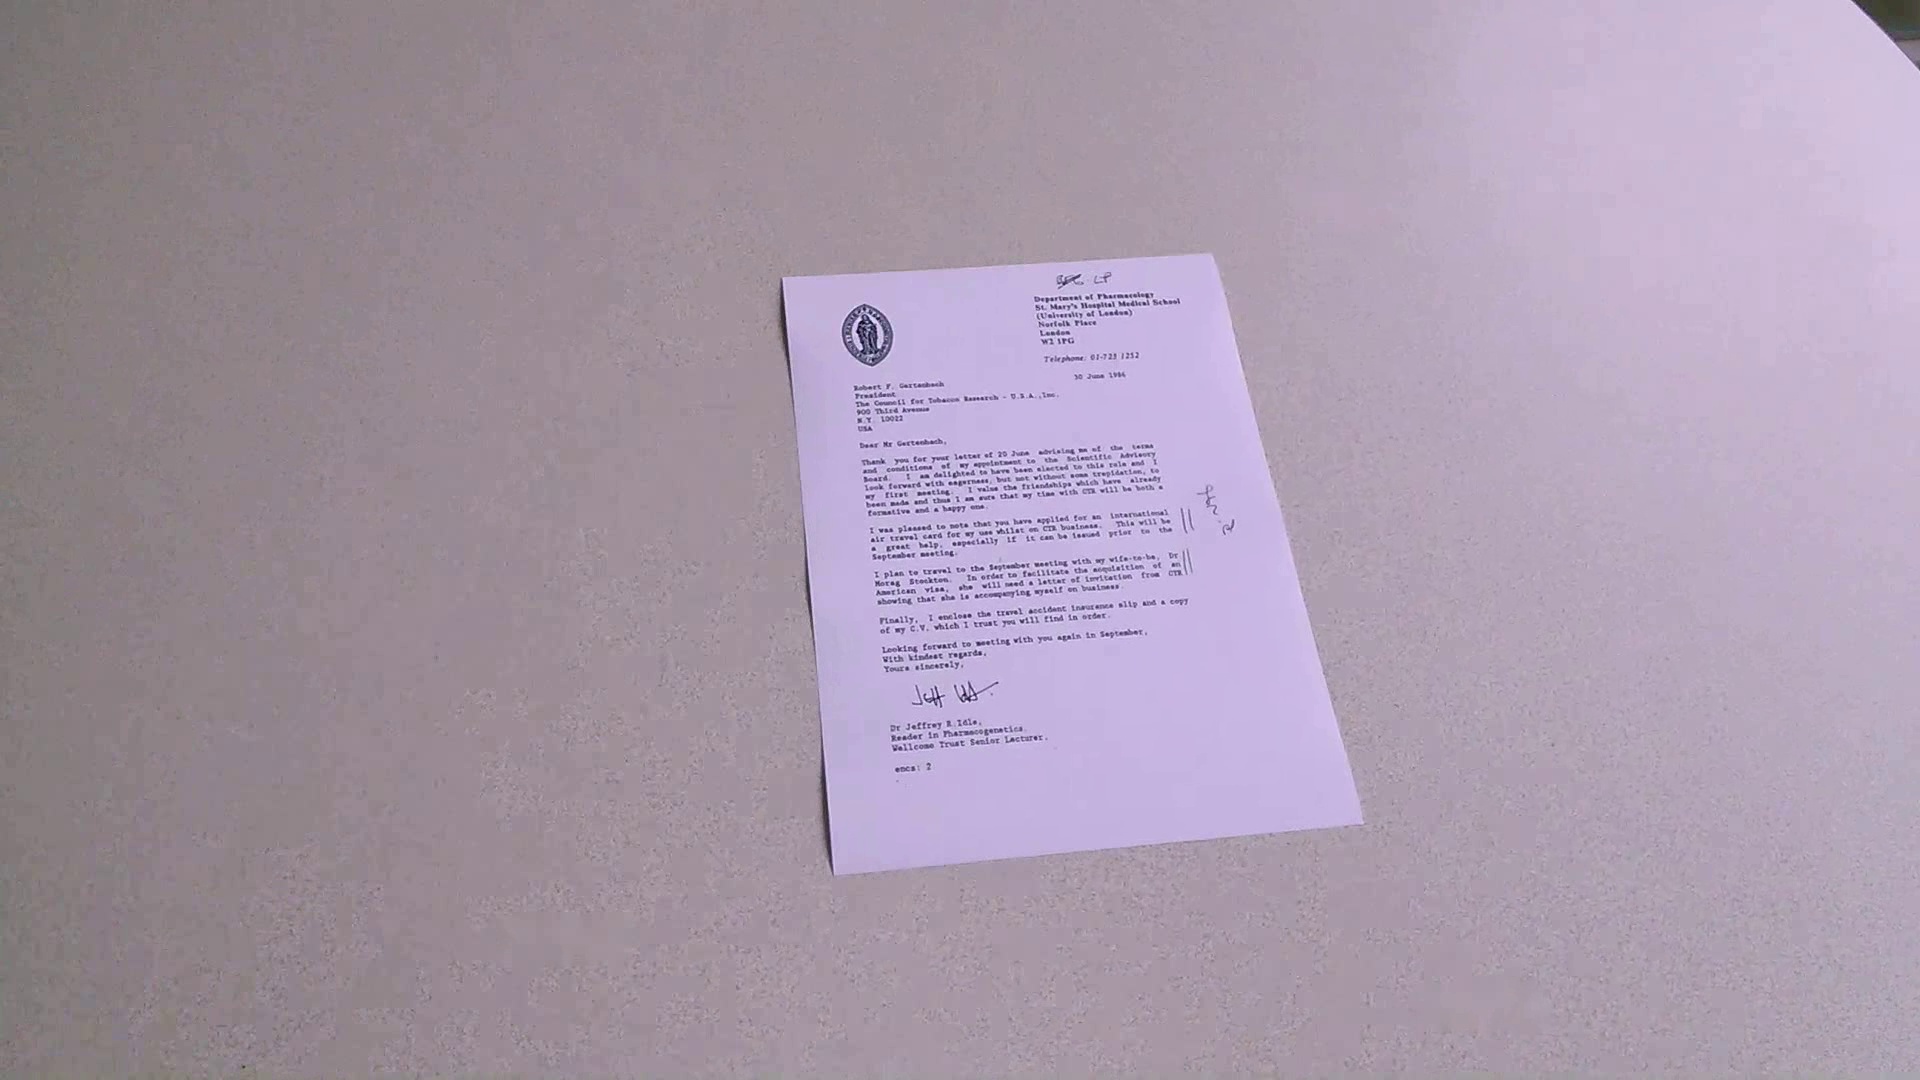 LP
Department of Pharmacology
St. Mary's Hospital Medical School
(University of London)
Norfolk Place
London
W2 1PG
Telephone: 01-723 1252
30 June 1986
Robert F. Gertenbach
President
The Council for Tobacco Research - U.S.A.,Inc.
900 Third Avenue
N.Y. 10022
USA
Dear Mr Gertenbach,
Thank you for your letter of 20 June advising me of the terms
and conditions of my appointment to the Scientific Advisory
Board. I am delighted to have been elected to this role and I
look forward with eagerness, but not without some trepidation, to
my first meeting. I value the friendships which have already
been made and thus I am sure that my time with CTR will be both a
formative and a happy one.
I was pleased to note that you have applied for an international
air travel card for my use whilst on CTR business. This will be
a great help, especially if it can be issued prior to the
September meeting.
I plan to travel to the September meeting with my wife-to-be, Dr
Morag Stockton. In order to facilitate the acquisition of an
American visa, she will need a letter of invitation from CTR
showing that she is accompanying myself on business.
Finally, I enclose the travel accident insurance slip and a copy
of my C.V. which I trust you will find in order.
Looking forward to meeting with you again in September,
With kindest regards,
Yours sincerely,
Dr Jeffrey R.Idle,
Reader in Pharmacogenetics.
Wellcome Trust Senior Lecturer.
encs: 2